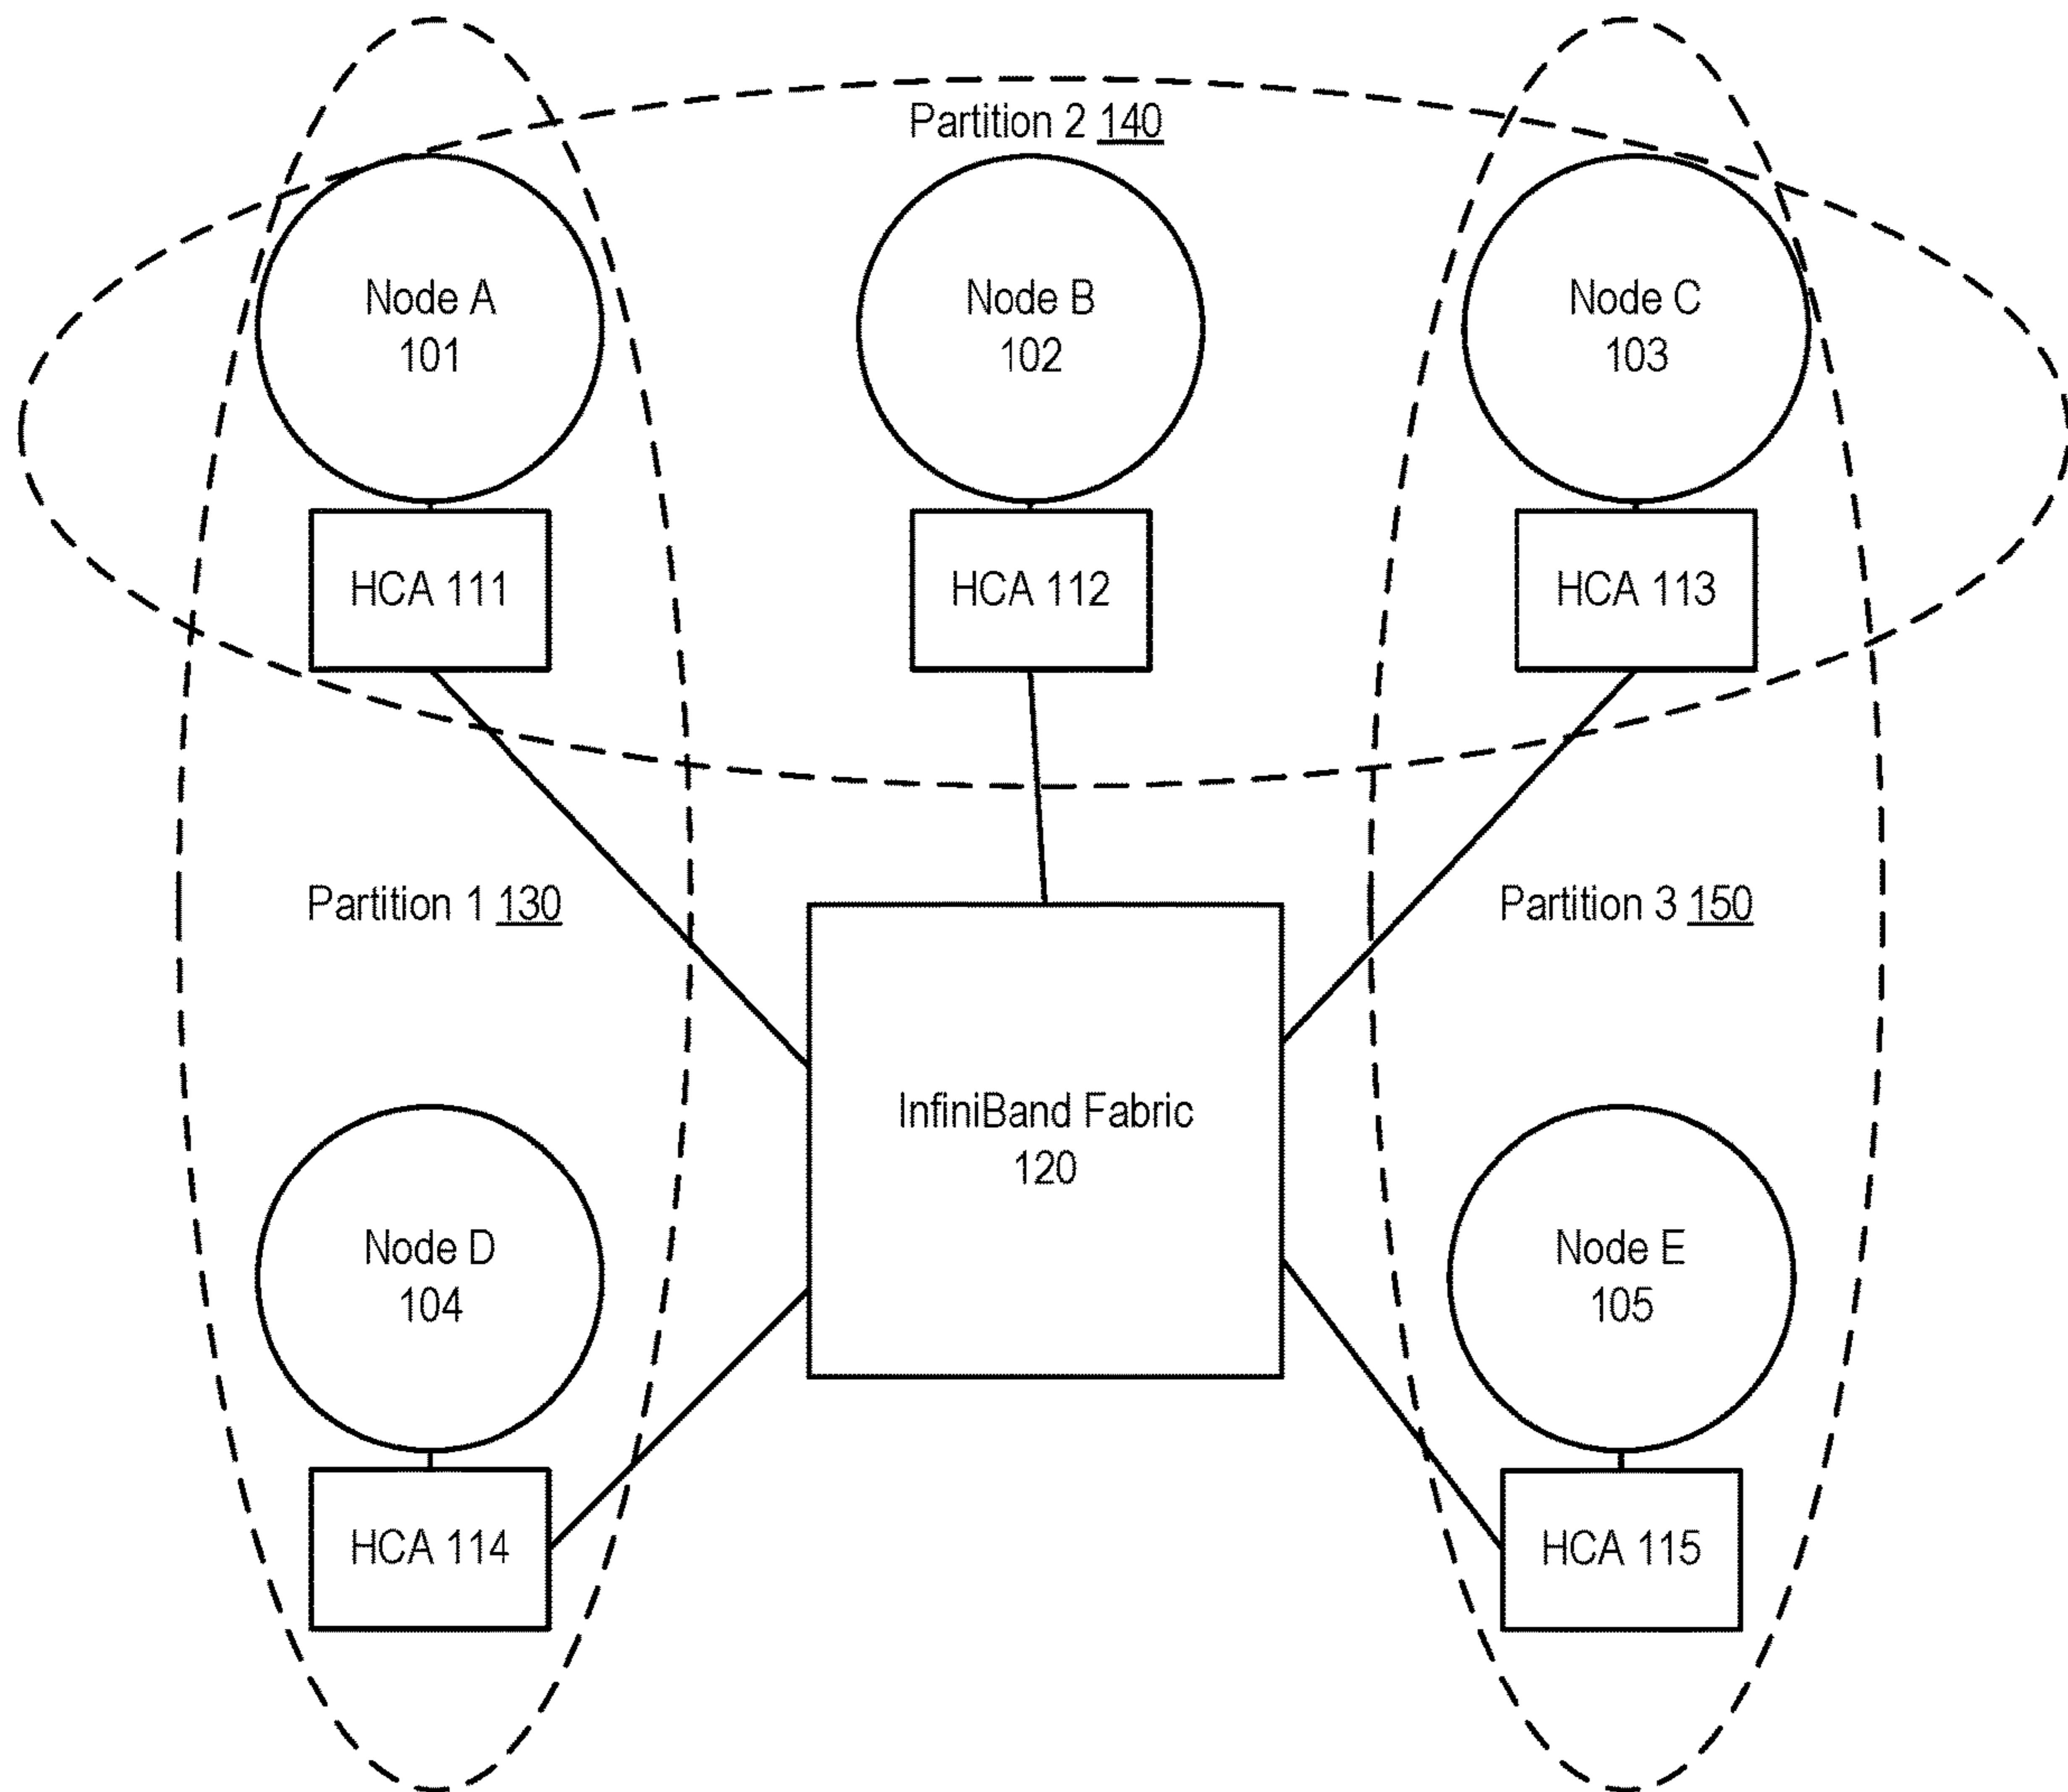 Partition 2 140
Node A
101
Node B
102
Node C
103
HCA 111
HCA 112
HCA 113
Partition 1 130
Partition 3 150
InfiniBand Fabric
120
Node D
104
Node E
105
HCA 114
HCA 115